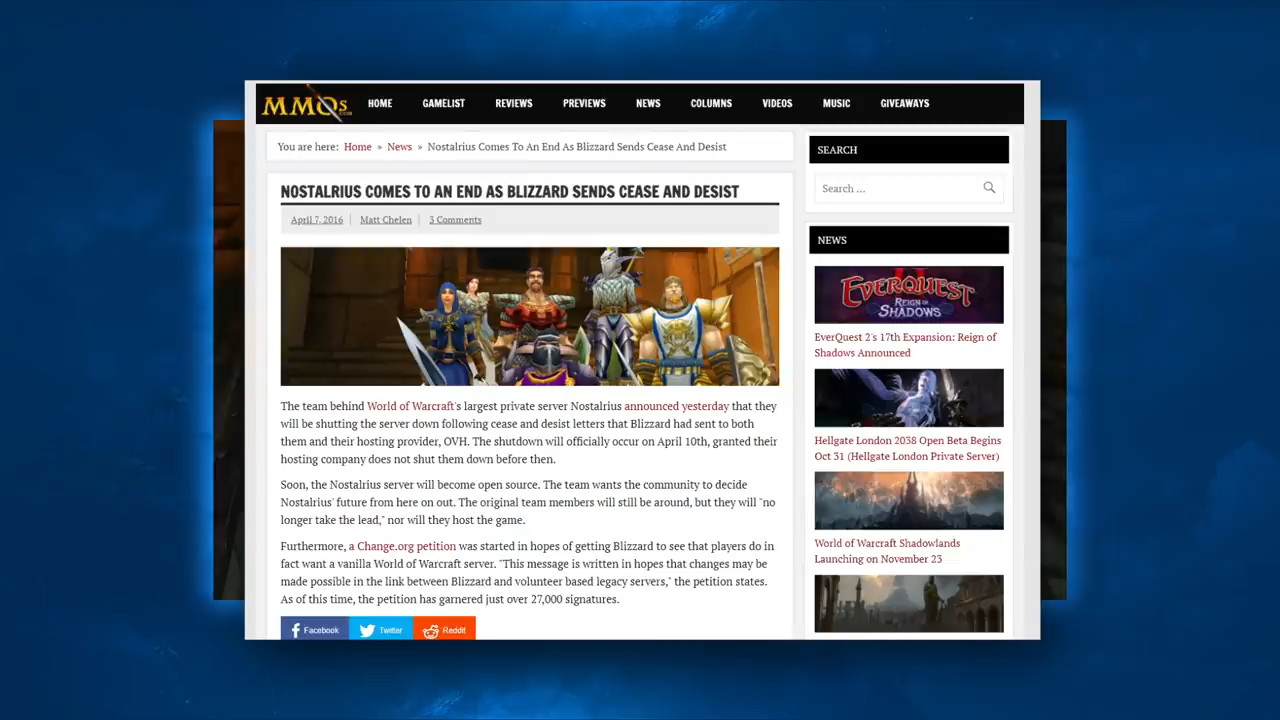 MMOs.COM HOME GAMELIST REVIEWS PREVIEWS NEWS COLUMNS VIDEOS MUSIC GIVEAWAYS
You are here: Home » News » Nostalrius Comes To An End As Blizzard Sends Cease And Desist
NOSTALRIUS COMES TO AN END AS BLIZZARD SENDS CEASE AND DESIST
April 7, 2016 Matt Chelen 3 Comments
The team behind World of Warcraft's largest private server Nostalrius announced yesterday that they
will be shutting the server down following cease and desist letters that Blizzard had sent to both
them and their hosting provider, OVH. The shutdown will officially occur on April 10th, granted their
hosting company does not shut them down before then.
Soon, the Nostalrius server will become open source. The team wants the community to decide
Nostalrius' future from here on out. The original team members will still be around, but they will "no
longer take the lead," nor will they host the game.
Furthermore, a Change.org petition was started in hopes of getting Blizzard to see that players do in
fact want a vanilla World of Warcraft server. "This message is written in hopes that changes may be
made possible in the link between Blizzard and volunteer based legacy servers," the petition states.
As of this time, the petition has garnered just over 27,000 signatures.
Facebook Twitter Reddit
SEARCH
Search ...
NEWS
EVERQUEST II
REIGN OF
SHADOWS
EverQuest 2's 17th Expansion: Reign of
Shadows Announced
Hellgate London 2038 Open Beta Begins
Oct 31 (Hellgate London Private Server)
World of Warcraft Shadowlands
Launching on November 23